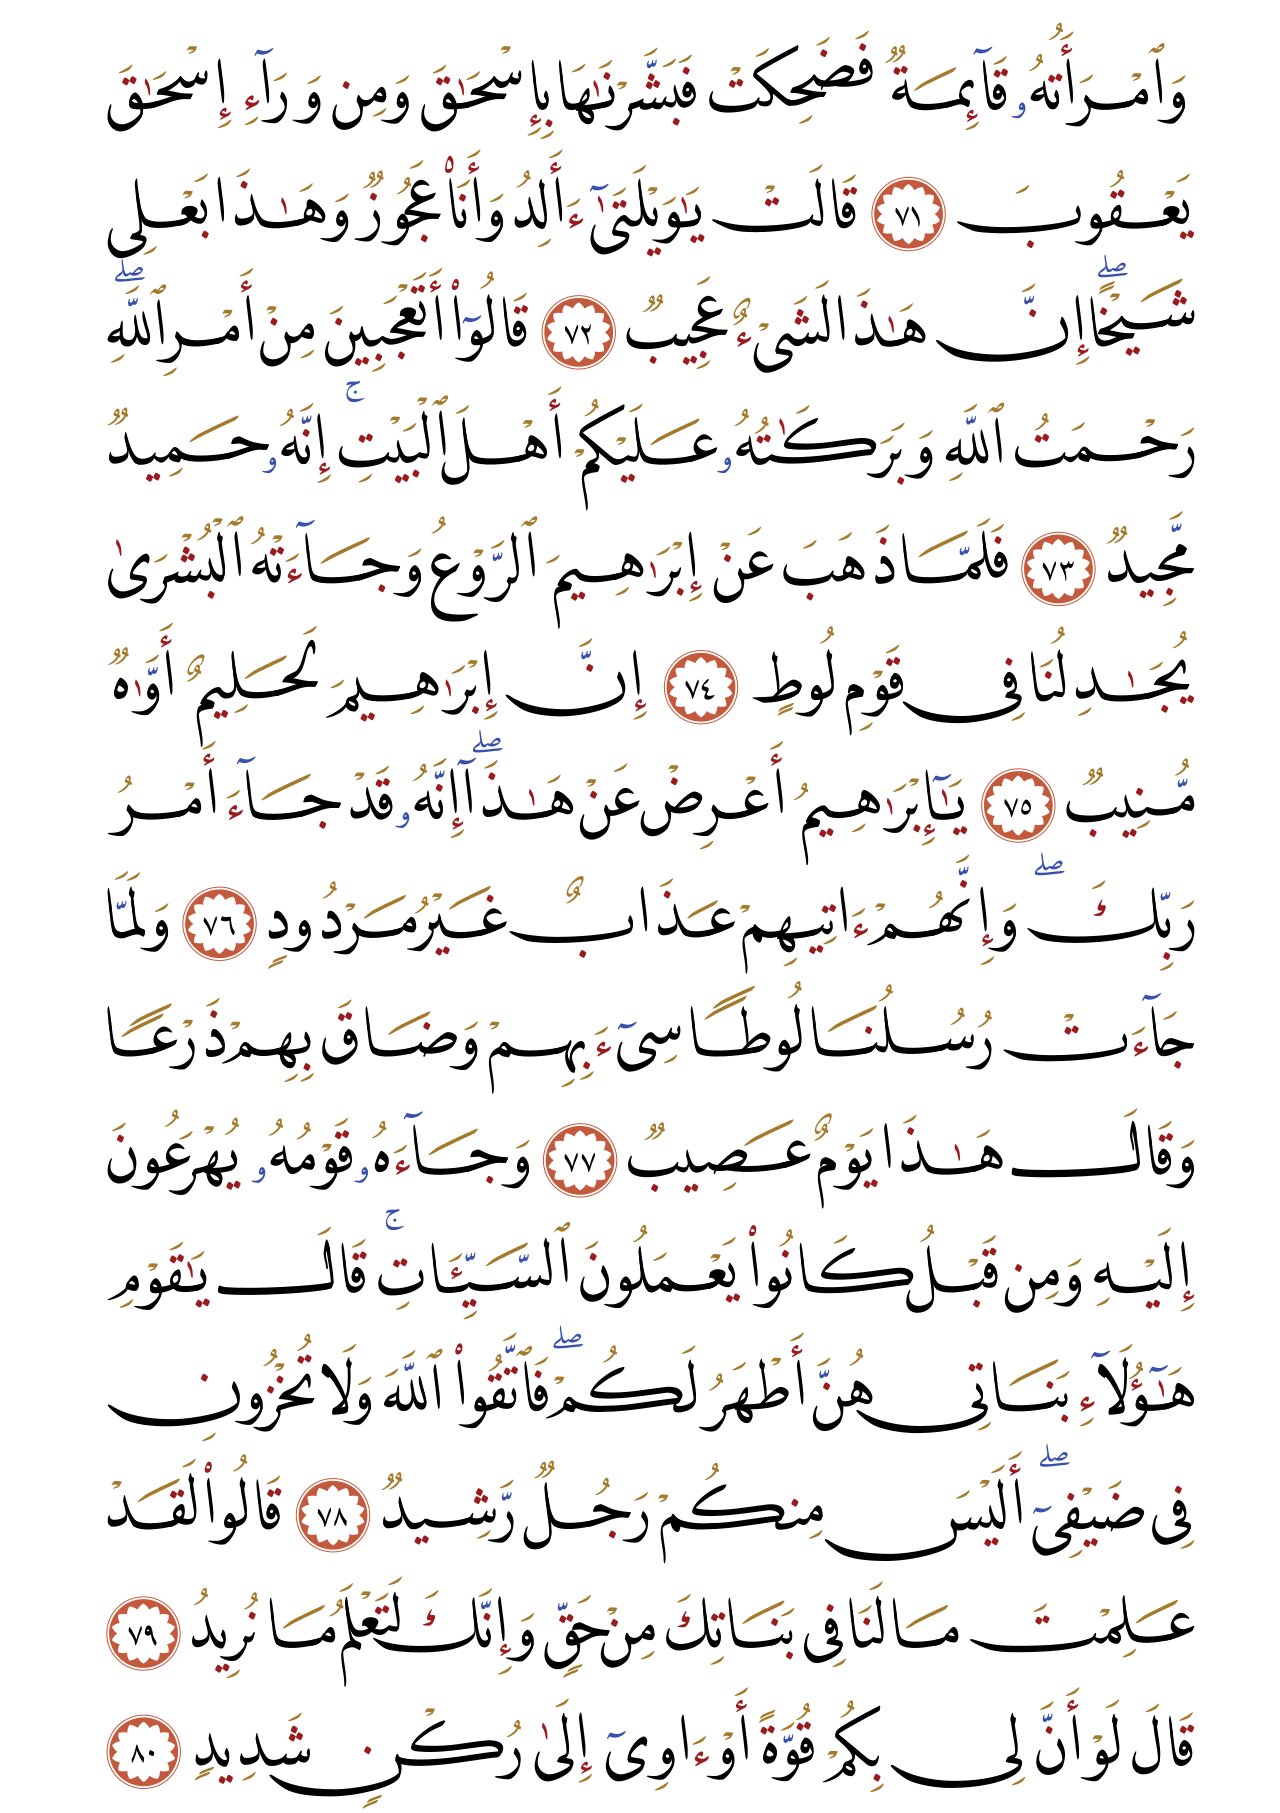 وَٱمْرَأَتُهُۥ قَآئِمَةٌ فَضَحِكَتْ فَبَشَّرْنَٰهَا بِإِسْحَٰقَ وَمِن وَرَآءِ إِسْحَٰقَ
يَعْقُوبَ ٧١ قَالَتْ يَٰوَيْلَتَىٰٓ ءَأَلِدُ وَأَنَا۠ عَجُوزٌ وَهَٰذَا بَعْلِى
شَيْخًاۖ إِنَّ هَٰذَا لَشَىْءٌ عَجِيبٌ ٧٢ قَالُوٓا۟ أَتَعْجَبِينَ مِنْ أَمْرِ ٱللَّهِۖ
رَحْمَتُ ٱللَّهِ وَبَرَكَٰتُهُۥ عَلَيْكُمْ أَهْلَ ٱلْبَيْتِۚ إِنَّهُۥ حَمِيدٌ
مَّجِيدٌ ٧٣ فَلَمَّا ذَهَبَ عَنْ إِبْرَٰهِيمَ ٱلرَّوْعُ وَجَآءَتْهُ ٱلْبُشْرَىٰ
يُجَٰدِلُنَا فِى قَوْمِ لُوطٍ ٧٤ إِنَّ إِبْرَٰهِيمَ لَحَلِيمٌ أَوَّٰهٌ
مُّنِيبٌ ٧٥ يَٰٓإِبْرَٰهِيمُ أَعْرِضْ عَنْ هَٰذَآۖ إِنَّهُۥ قَدْ جَآءَ أَمْرُ
رَبِّكَۖ وَإِنَّهُمْ ءَاتِيهِمْ عَذَابٌ غَيْرُ مَرْدُودٍ ٧٦ وَلَمَّا
جَآءَتْ رُسُلُنَا لُوطًا سِىٓءَ بِهِمْ وَضَاقَ بِهِمْ ذَرْعًا
وَقَالَ هَٰذَا يَوْمٌ عَصِيبٌ ٧٧ وَجَآءَهُۥ قَوْمُهُۥ يُهْرَعُونَ
إِلَيْهِ وَمِن قَبْلُ كَانُوا۟ يَعْمَلُونَ ٱلسَّيِّـَٔاتِۚ قَالَ يَٰقَوْمِ
هَٰٓؤُلَآءِ بَنَاتِى هُنَّ أَطْهَرُ لَكُمْۖ فَٱتَّقُوا۟ ٱللَّهَ وَلَا تُخْزُونِ
فِى ضَيْفِىٓۖ أَلَيْسَ مِنكُمْ رَجُلٌ رَّشِيدٌ ٧٨ قَالُوا۟ لَقَدْ
عَلِمْتَ مَا لَنَا فِى بَنَاتِكَ مِنْ حَقٍّ وَإِنَّكَ لَتَعْلَمُ مَا نُرِيدُ ٧٩
قَالَ لَوْ أَنَّ لِى بِكُمْ قُوَّةً أَوْ ءَاوِىٓ إِلَىٰ رُكْنٍ شَدِيدٍ ٨٠